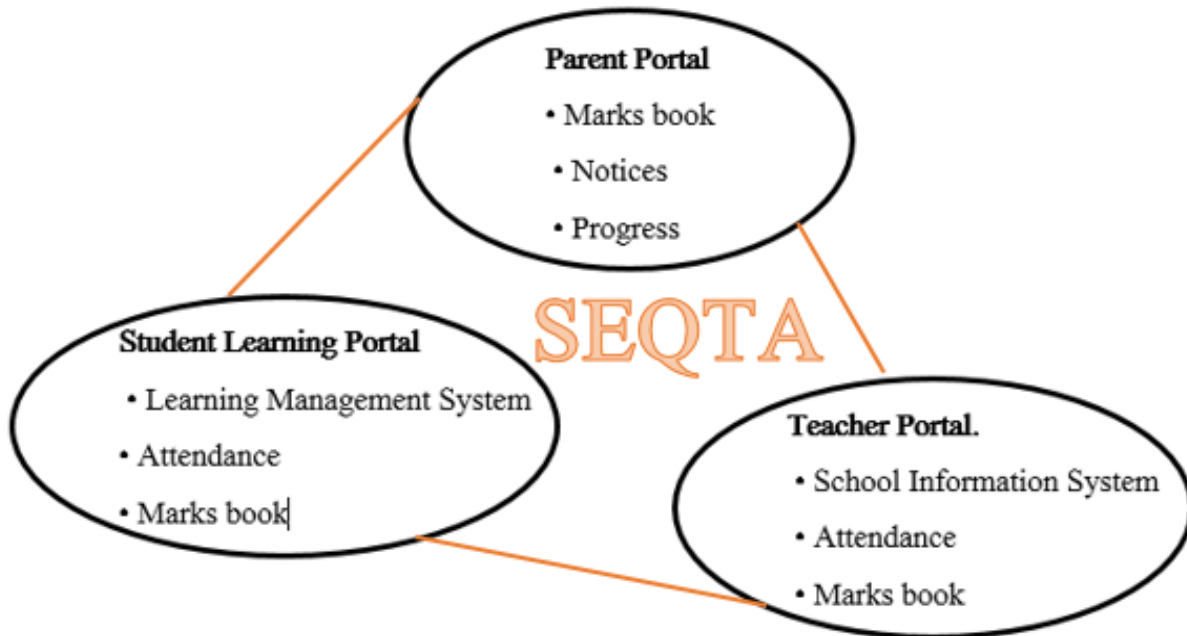 Parent Portal
• Marks book
• Notices
• Progress
SEQTA
Student Learning Portal
• Learning Management System
• Attendance
• Marks book
Teacher Portal.
• School Information System
• Attendance
• Marks book